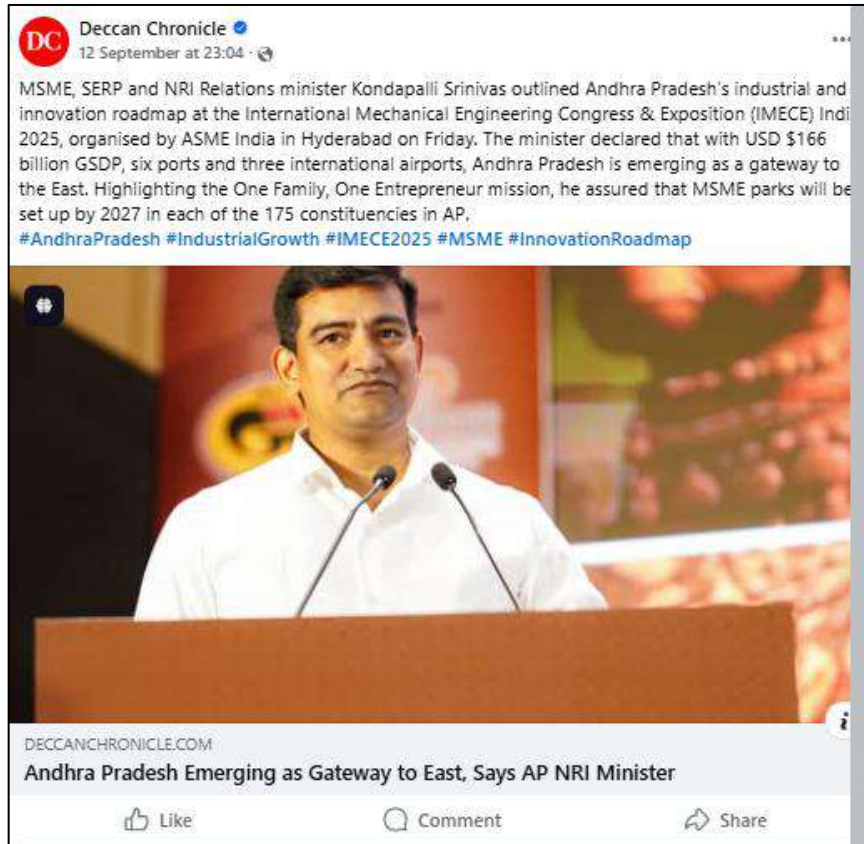 DC
Deccan Chronicle
12 September at 23:04 ·
MSME, SERP and NRI Relations minister Kondapalli Srinivas outlined Andhra Pradesh's industrial and
innovation roadmap at the International Mechanical Engineering Congress & Exposition (IMECE) Indi
2025, organised by ASME India in Hyderabad on Friday. The minister declared that with USD $166
billion GSDP, six ports and three international airports, Andhra Pradesh is emerging as a gateway to
the East. Highlighting the One Family, One Entrepreneur mission, he assured that MSME parks will be
set up by 2027 in each of the 175 constituencies in AP.
#AndhraPradesh #IndustrialGrowth #IMECE2025 #MSME #InnovationRoadmap
i
DECCANCHRONICLE.COM
Andhra Pradesh Emerging as Gateway to East, Says AP NRI Minister
Like Comment Share